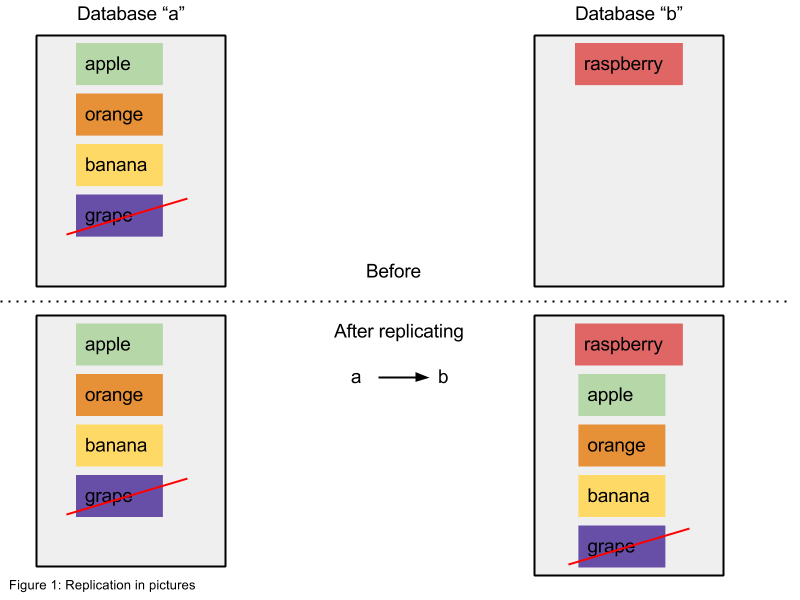 Database “a”
Database “b”
apple
orange
banana
grape
raspberry
Before
After replicating
a
b
apple
orange
banana
grape
raspberry
apple
orange
banana
grape
Figure 1: Replication in pictures